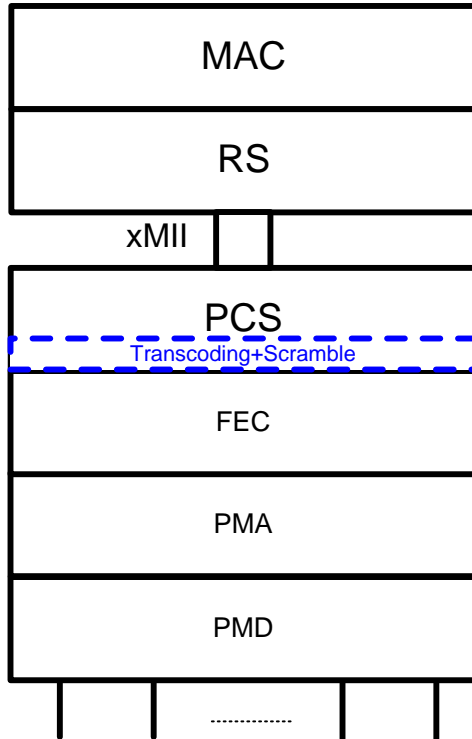 MAC
RS
xMII
PCS
Transcoding+Scramble
FEC
PMA
PMD